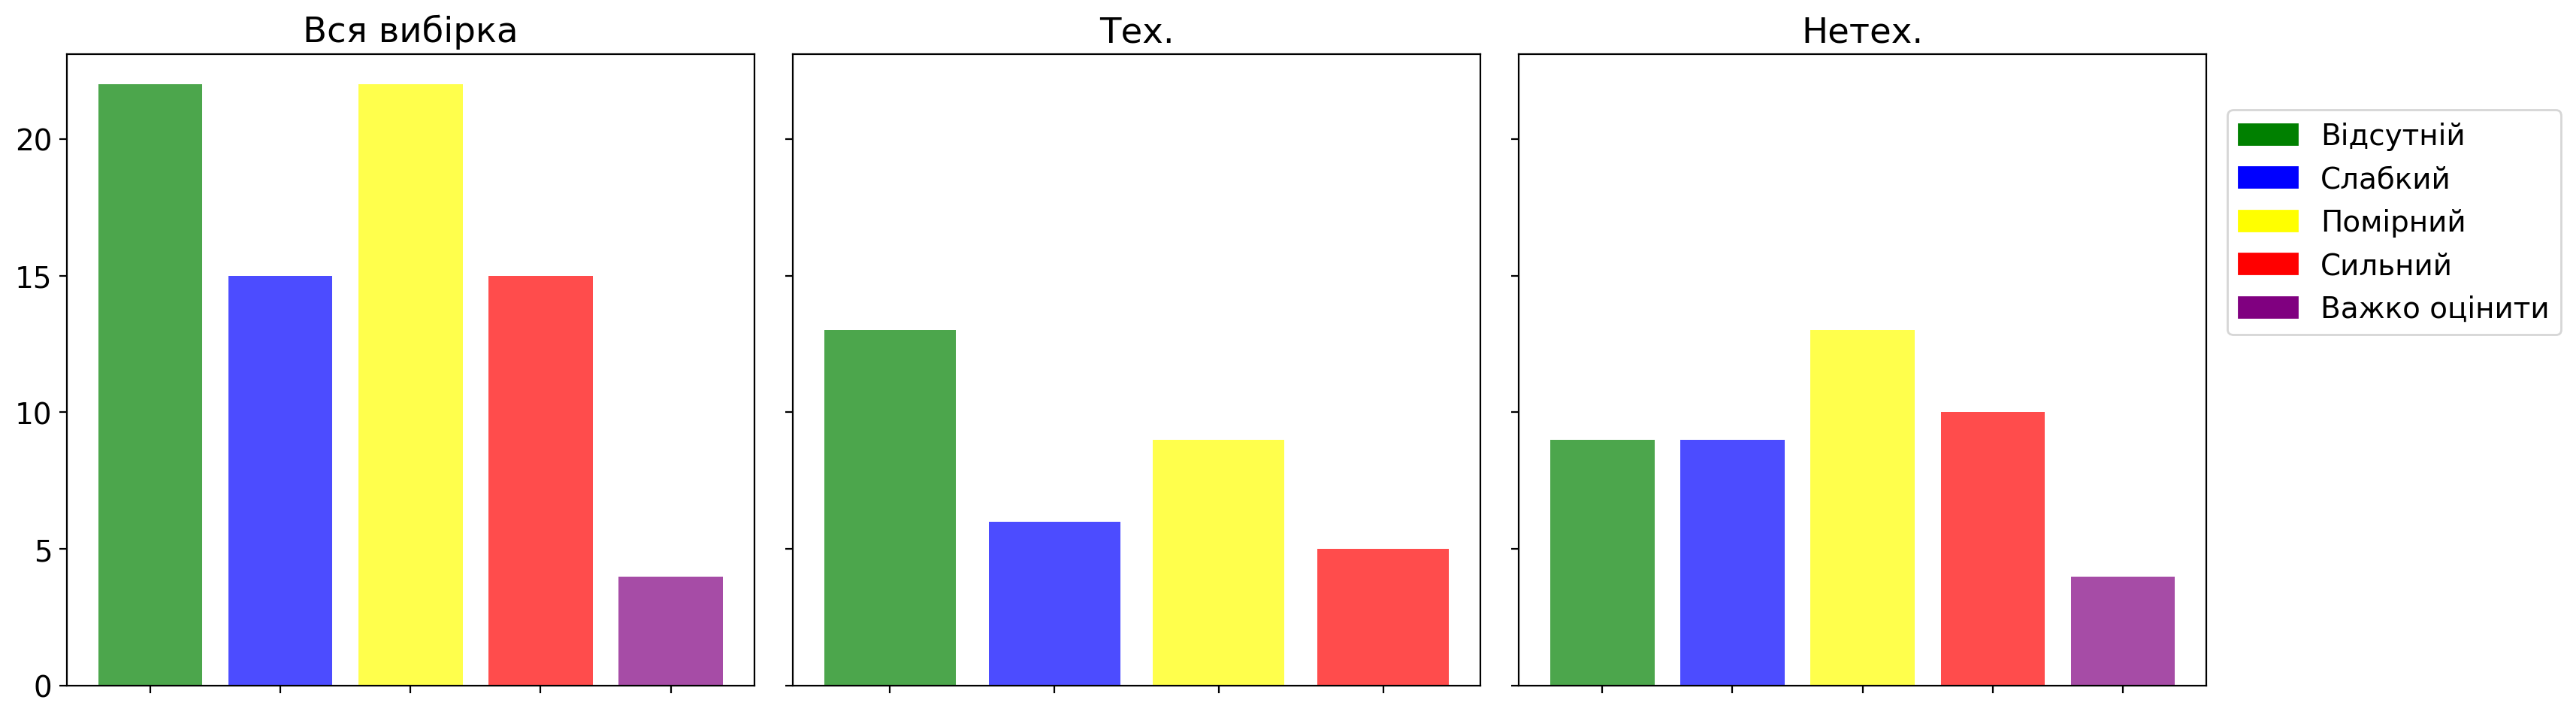 Вся вибірка
Тех.
Нетех.
20
15
10
5
0
Відсутній
Слабкий
Помірний
Сильний
Важко оцінити